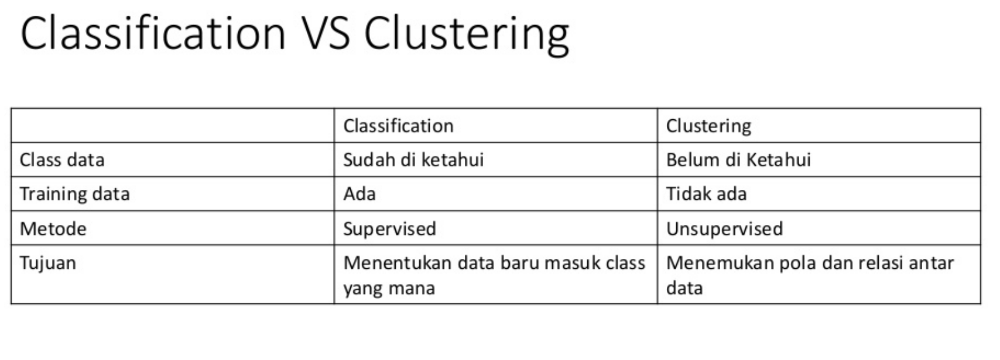 Classification VS Clustering
Classification Clustering
Class data Sudah di ketahui Belum di Ketahui
Training data Ada Tidak ada
Metode Supervised Unsupervised
Tujuan Menentukan data baru masuk class Menemukan pola dan relasi antar
yang mana data